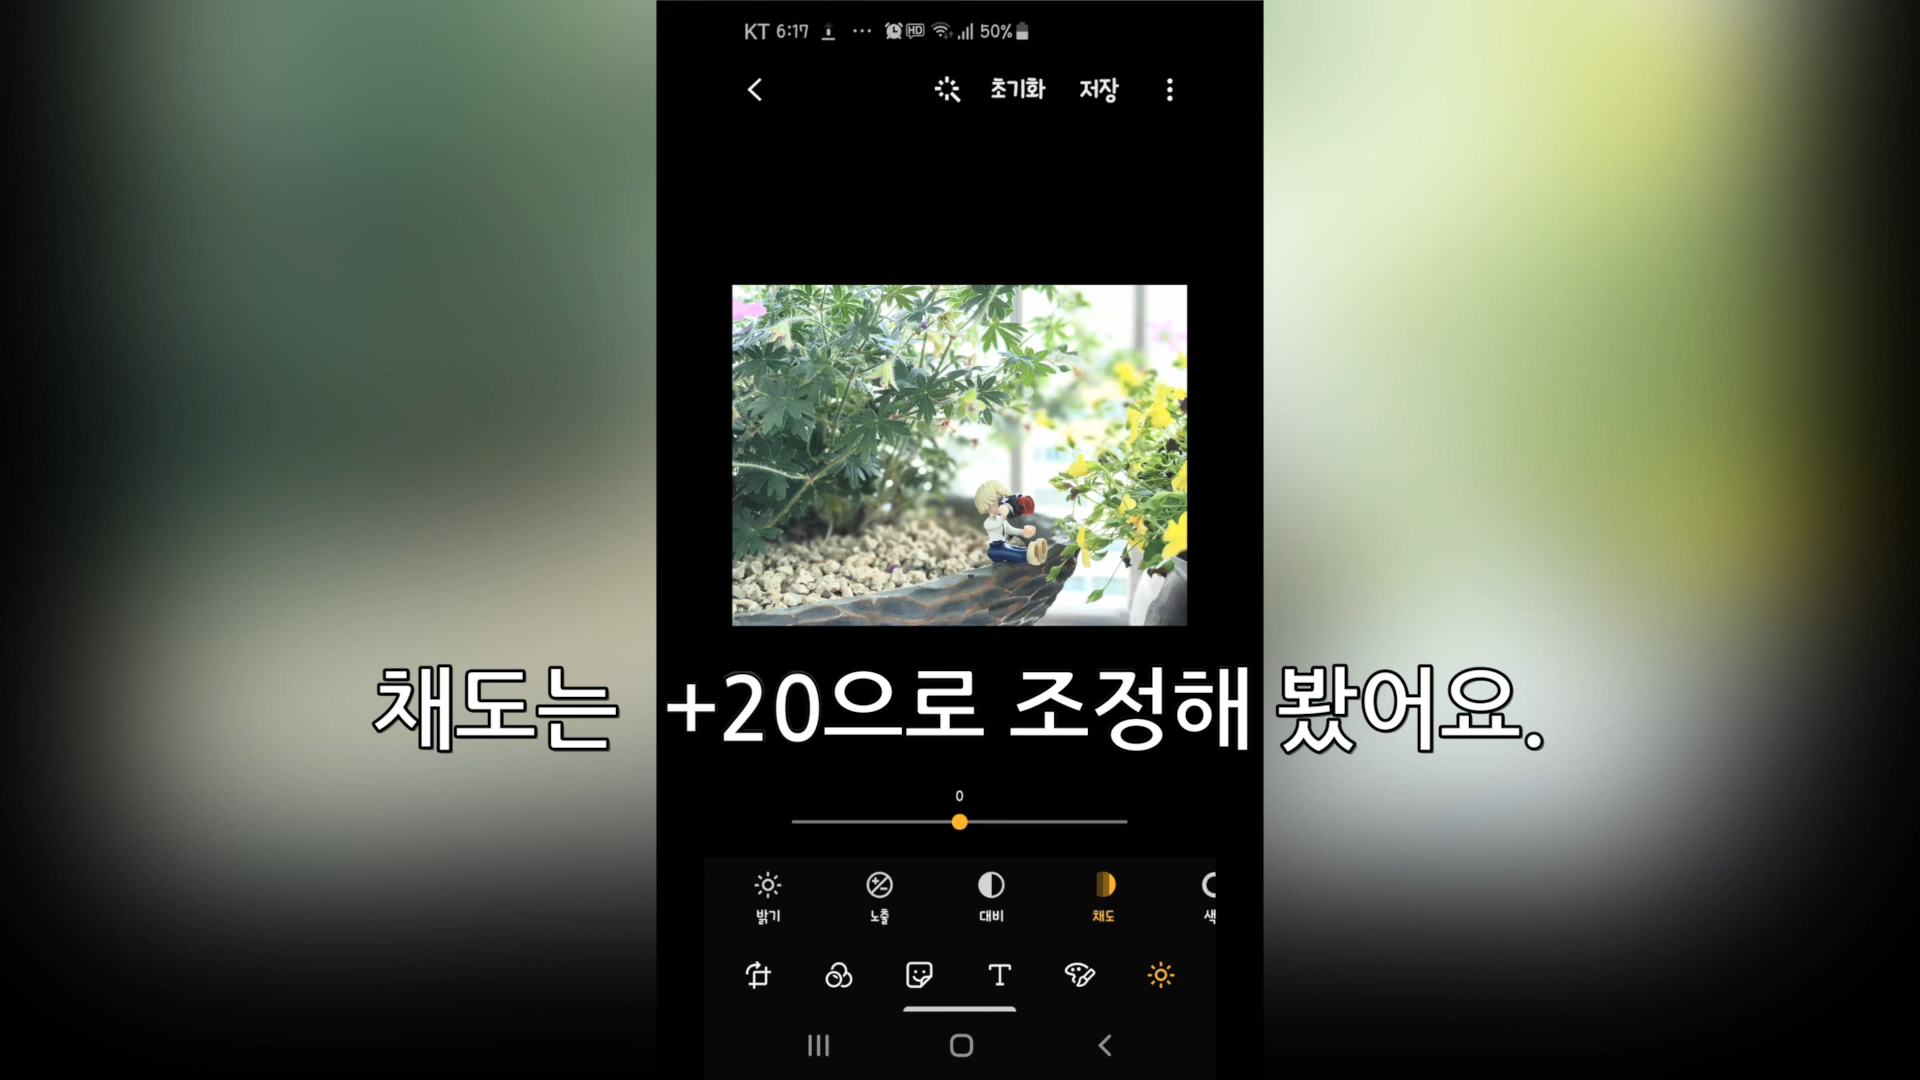 KT 6:17 ... HD 50%
초기화 저장
채도는 +20으로 조정해 봤어요.
0
밝기 노출 대비 채도 색
T